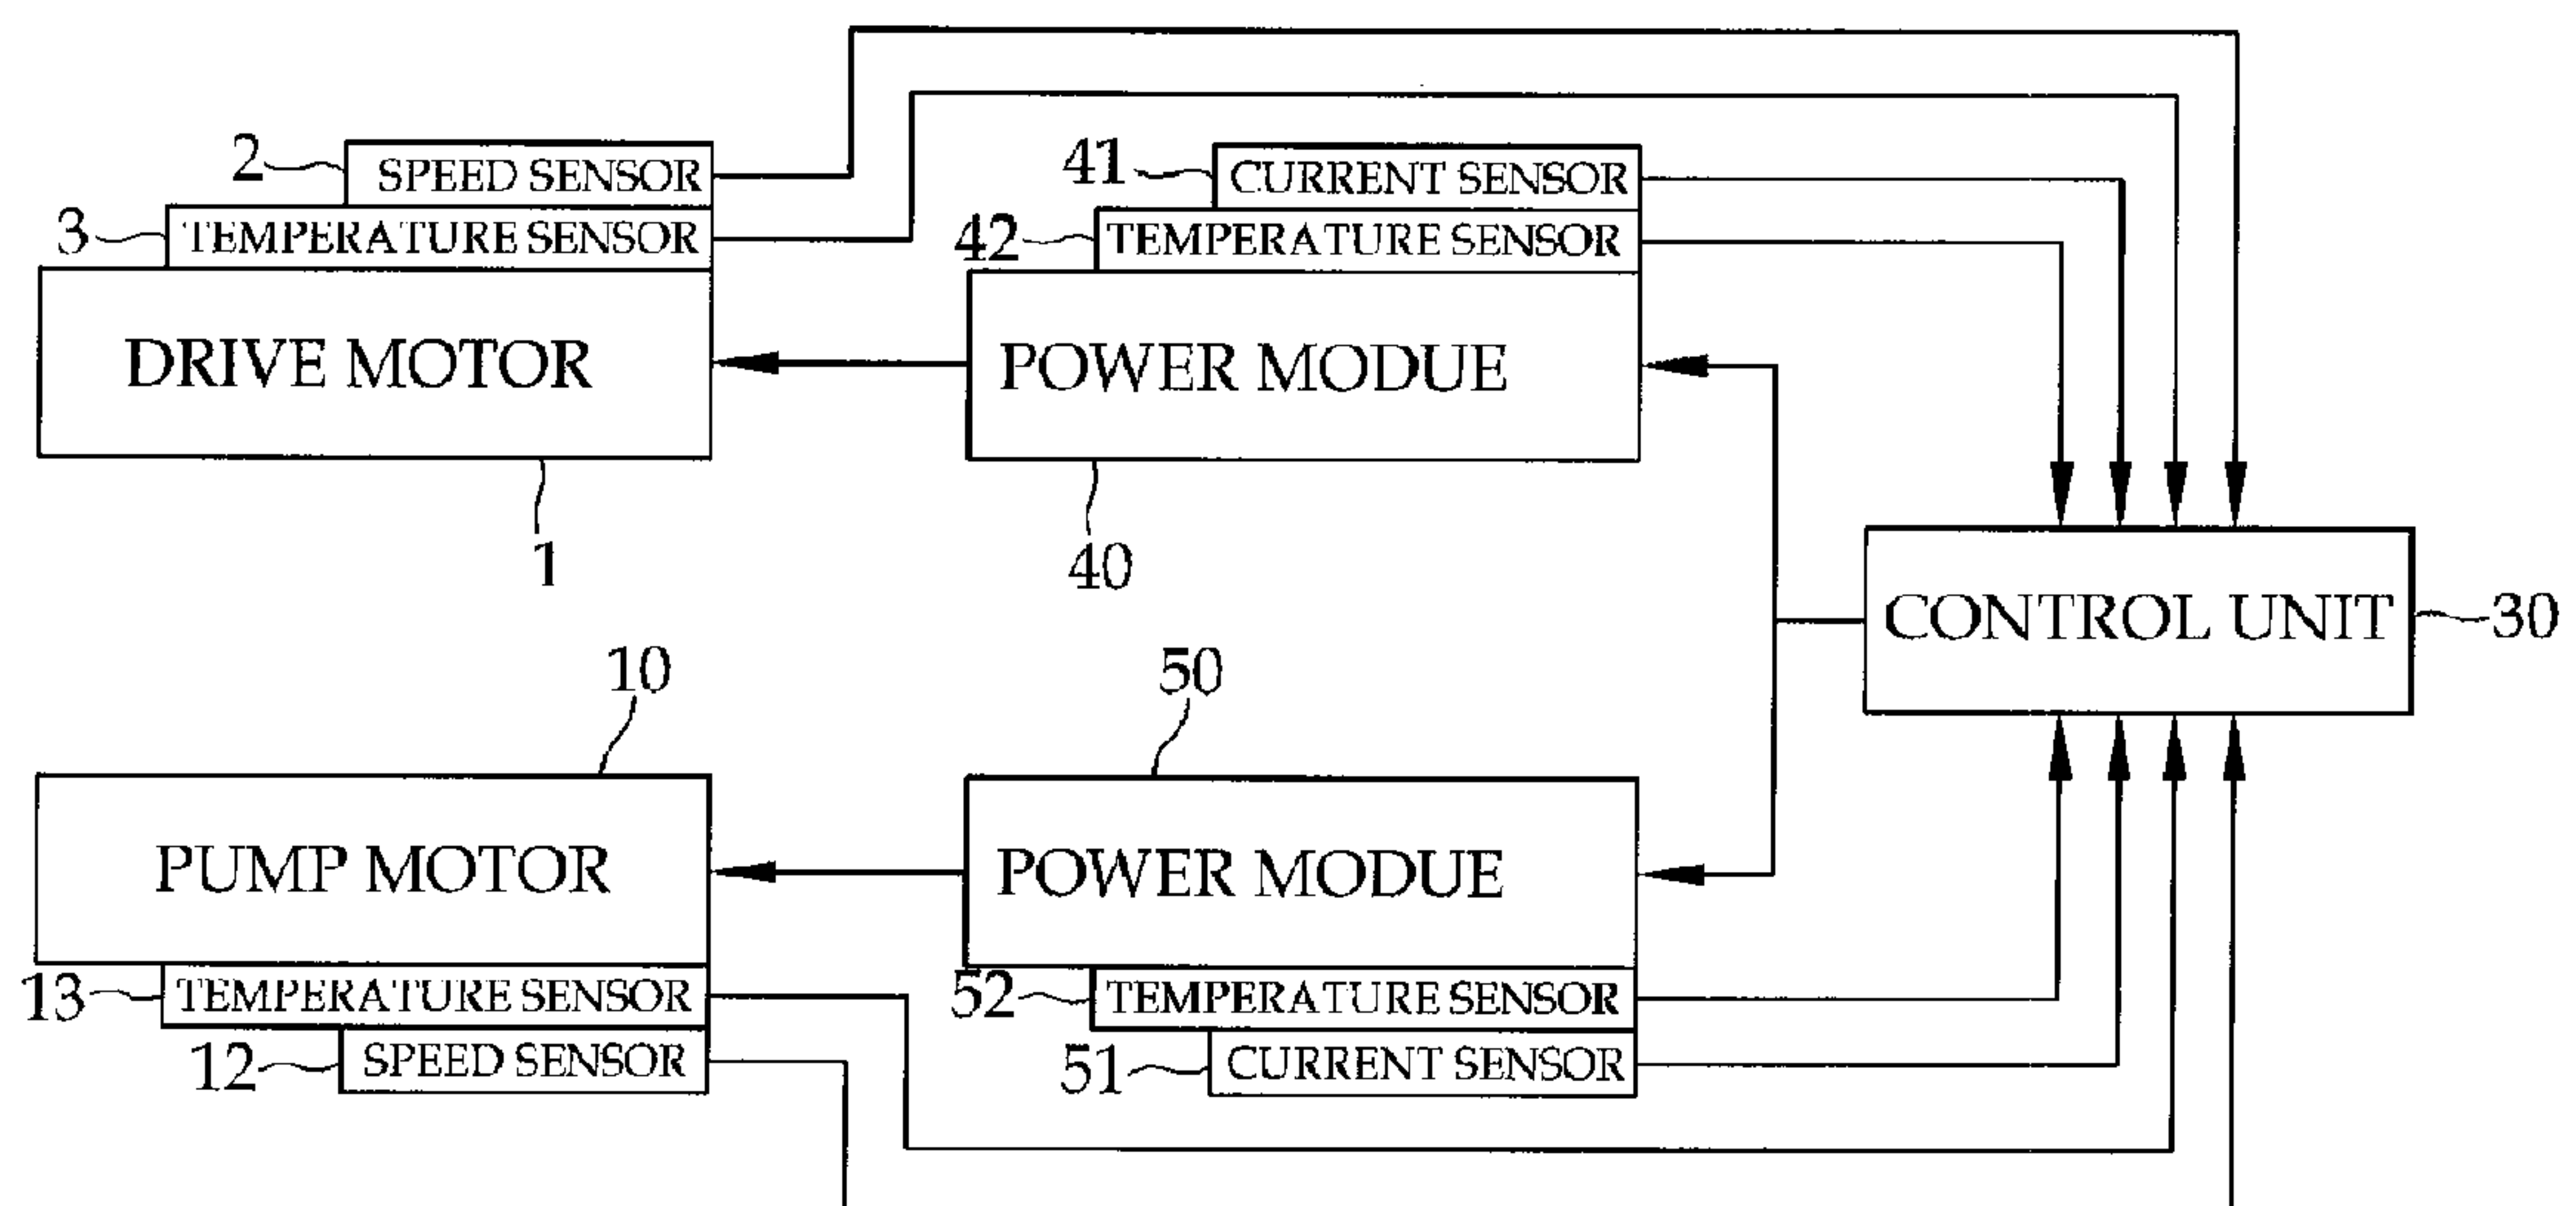 2
SPEED SENSOR
41
CURRENT SENSOR
3
TEMPERATURE SENSOR
42
TEMPERATURE SENSOR
DRIVE MOTOR
POWER MODUE
1
40
CONTROL UNIT
30
10
50
PUMP MOTOR
POWER MODUE
13
TEMPERATURE SENSOR
52
TEMPERATURE SENSOR
12
SPEED SENSOR
51
CURRENT SENSOR